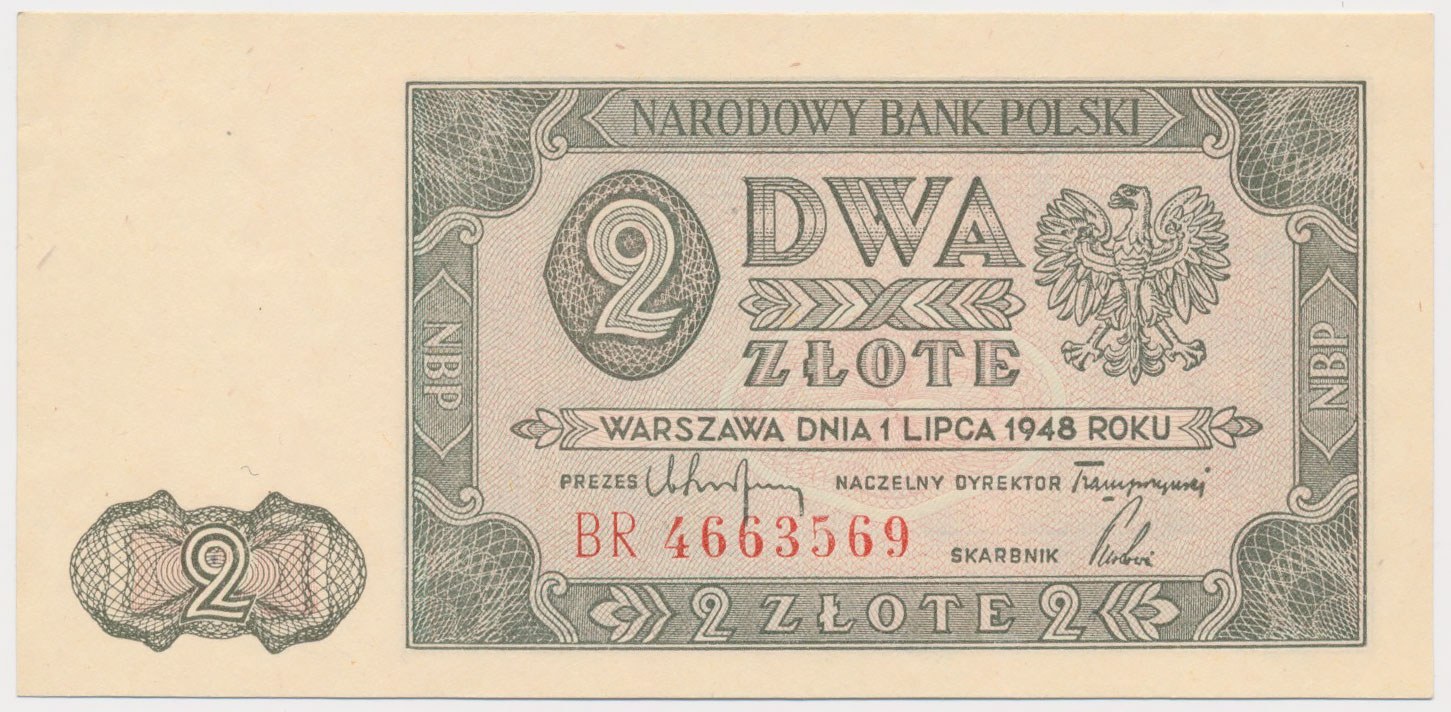 NARODOWY BANK POLSKI
2
DWA
ZŁOTE
NBP
NBP
WARSZAWA DNIA 1 LIPCA 1948 ROKU
PREZES NACZELNY DYREKTOR
BR 4663569
SKARBNIK
2
2 ZŁOTE 2